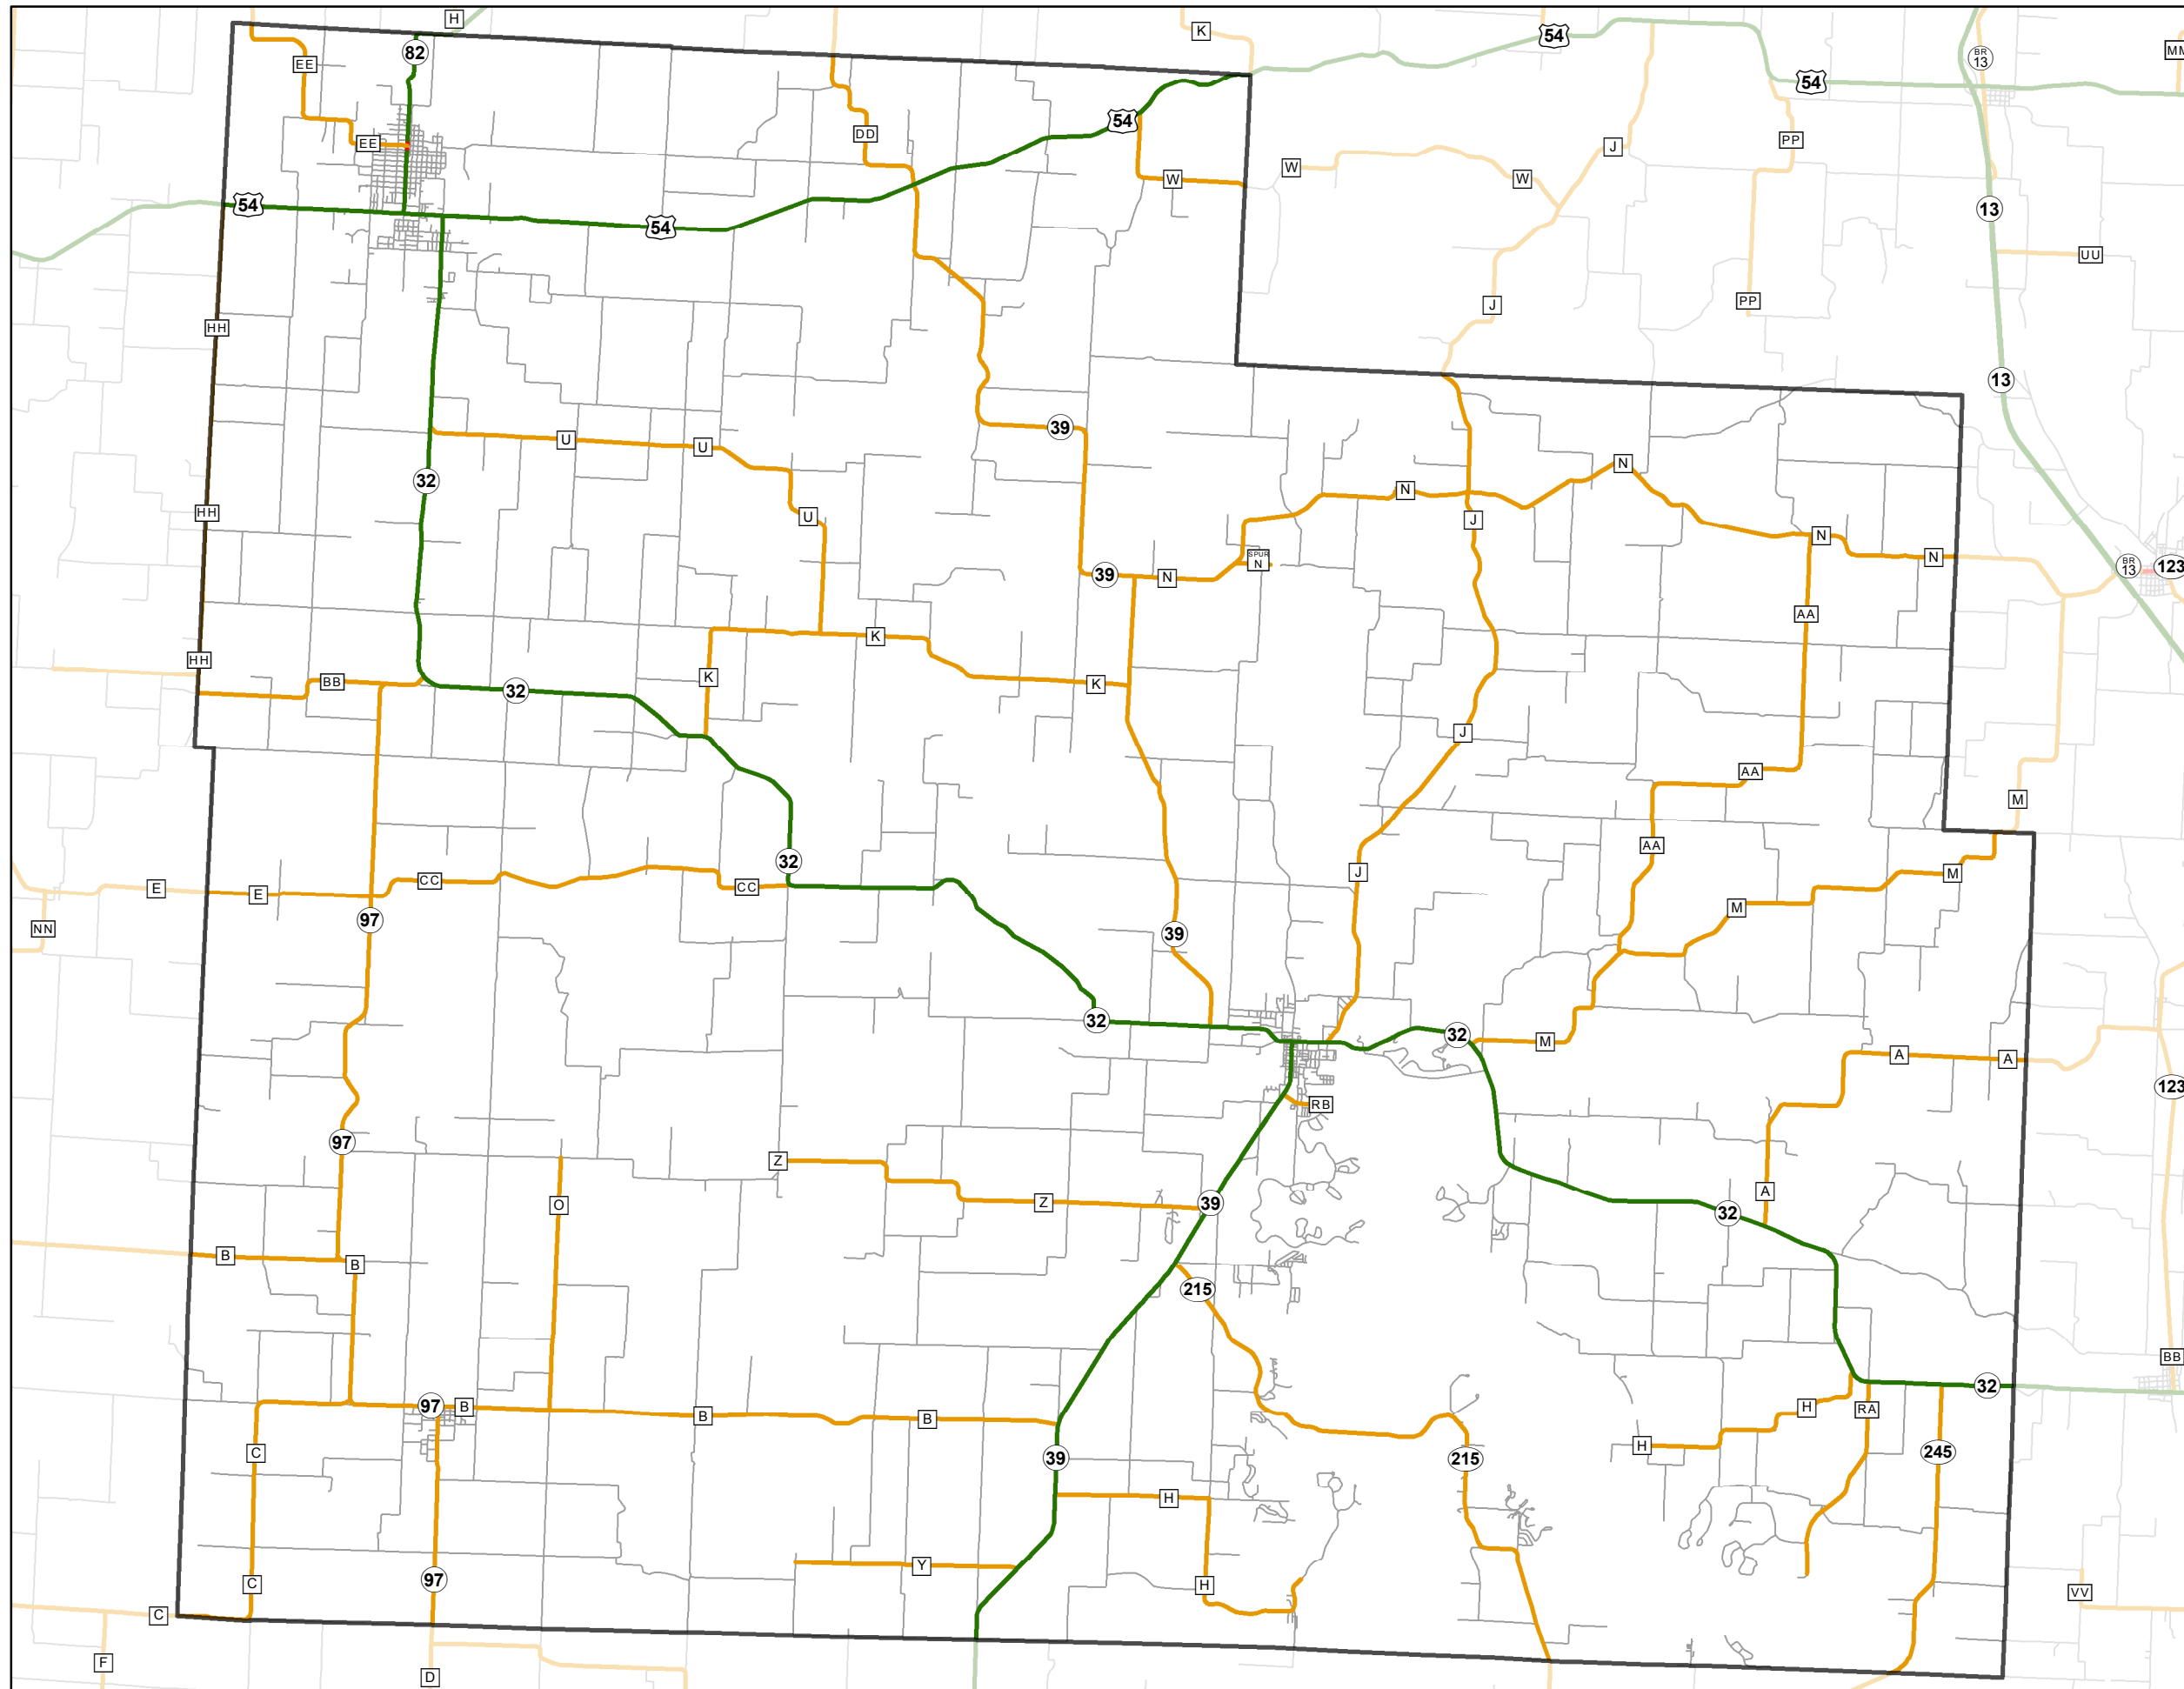 H
K
54
BR
13
MM
82
EE
54
PP
54
DD
EE
J
W
W
W
54
13
54
UU
J
PP
HH
13
39
U
U
N
32
N
HH
U
J
N
SPUR
N
N
BR
13
123
39
N
AA
K
HH
K
BB
K
32
J
AA
M
AA
32
J
M
CC
CC
E
E
M
97
NN
39
32
32
M
A
A
123
RB
97
Z
A
Z
39
O
32
B
B
215
BB
32
97
B
H
RA
B
B
H
C
245
39
215
H
Y
97
C
H
VV
C
F
D